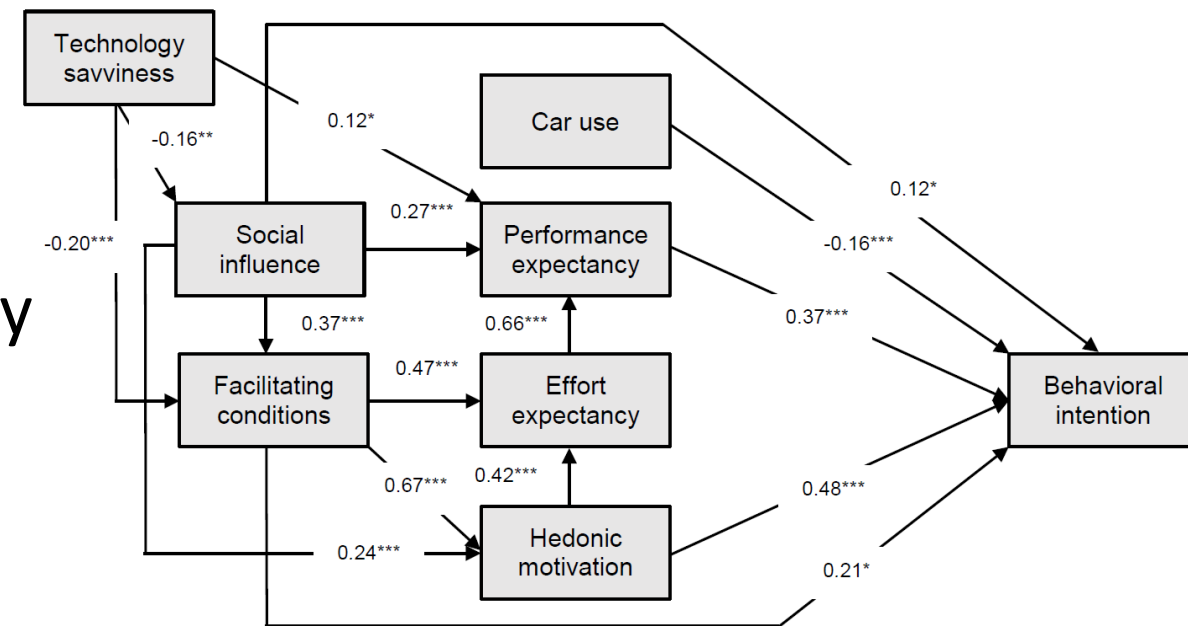 Technology
savviness
Car use
0.12*
-0.16**
0.12*
Social
influence
0.27***
Performance
expectancy
-0.20***
-0.16***
y
0.37***
0.66***
0.37***
Facilitating
conditions
0.47***
Effort
expectancy
Behavioral
intention
0.67***
0.42***
0.48***
Hedonic
motivation
0.24***
0.21*